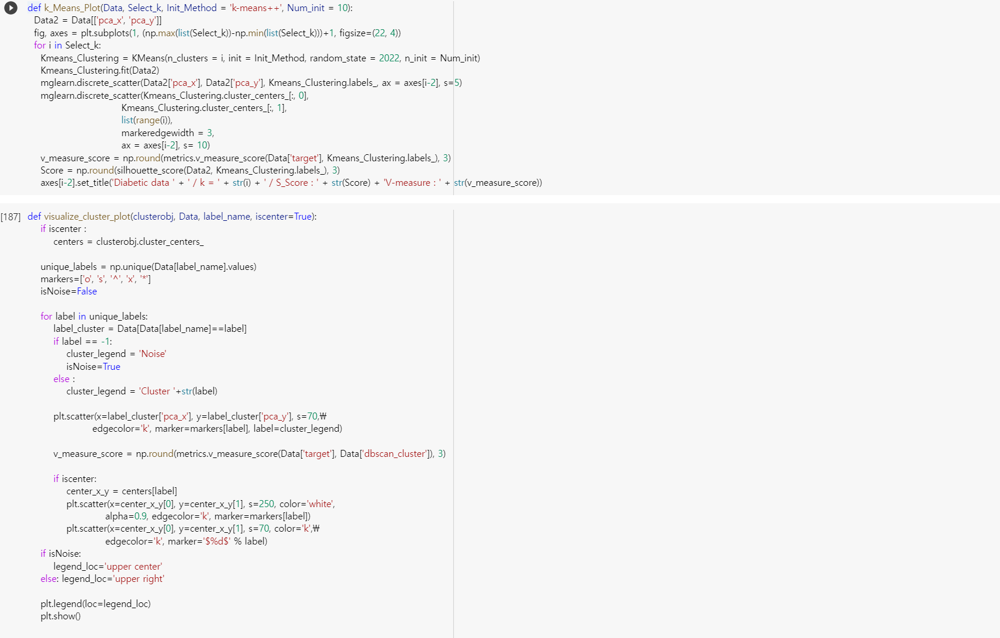 def k_Means_Plot(Data, Select_k, Init_Method = 'k-means++', Num_init = 10):
  Data2 = Data[['pca_x', 'pca_y']]
  fig, axes = plt.subplots(1, (np.max(list(Select_k))-np.min(list(Select_k)))+1, figsize=(22, 4))
  for i in Select_k:
    Kmeans_Clustering = KMeans(n_clusters = i, init = Init_Method, random_state = 2022, n_init = Num_init)
    Kmeans_Clustering.fit(Data2)
    mglearn.discrete_scatter(Data2['pca_x'], Data2['pca_y'], Kmeans_Clustering.labels_, ax = axes[i-2], s=5)
    mglearn.discrete_scatter(Kmeans_Clustering.cluster_centers_[:, 0],
                             Kmeans_Clustering.cluster_centers_[:, 1],
                             list(range(i)),
                             markeredgewidth = 3,
                             ax = axes[i-2], s= 10)
    v_measure_score = np.round(metrics.v_measure_score(Data['target'], Kmeans_Clustering.labels_), 3)
    Score = np.round(silhouette_score(Data2, Kmeans_Clustering.labels_), 3)
    axes[i-2].set_title('Diabetic data ' + ' / k = ' + str(i) + ' / S_Score : ' + str(Score) + 'V-measure : ' + str(v_measure_score))
[187] def visualize_cluster_plot(clusterobj, Data, label_name, iscenter=True):
    if iscenter :
        centers = clusterobj.cluster_centers_
    unique_labels = np.unique(Data[label_name].values)
    markers=['o', 's', '^', 'x', '*']
    isNoise=False
    for label in unique_labels:
        label_cluster = Data[Data[label_name]==label]
        if label == -1:
            cluster_legend = 'Noise'
            isNoise=True
        else :
            cluster_legend = 'Cluster '+str(label)
        plt.scatter(x=label_cluster['pca_x'], y=label_cluster['pca_y'], s=70,₩
                    edgecolor='k', marker=markers[label], label=cluster_legend)
        v_measure_score = np.round(metrics.v_measure_score(Data['target'], Data['dbscan_cluster']), 3)
        if iscenter:
            center_x_y = centers[label]
            plt.scatter(x=center_x_y[0], y=center_x_y[1], s=250, color='white',
                        alpha=0.9, edgecolor='k', marker=markers[label])
            plt.scatter(x=center_x_y[0], y=center_x_y[1], s=70, color='k',₩
                        edgecolor='k', marker='$%d$' % label)
    if isNoise:
        legend_loc='upper center'
    else: legend_loc='upper right'
    plt.legend(loc=legend_loc)
    plt.show()